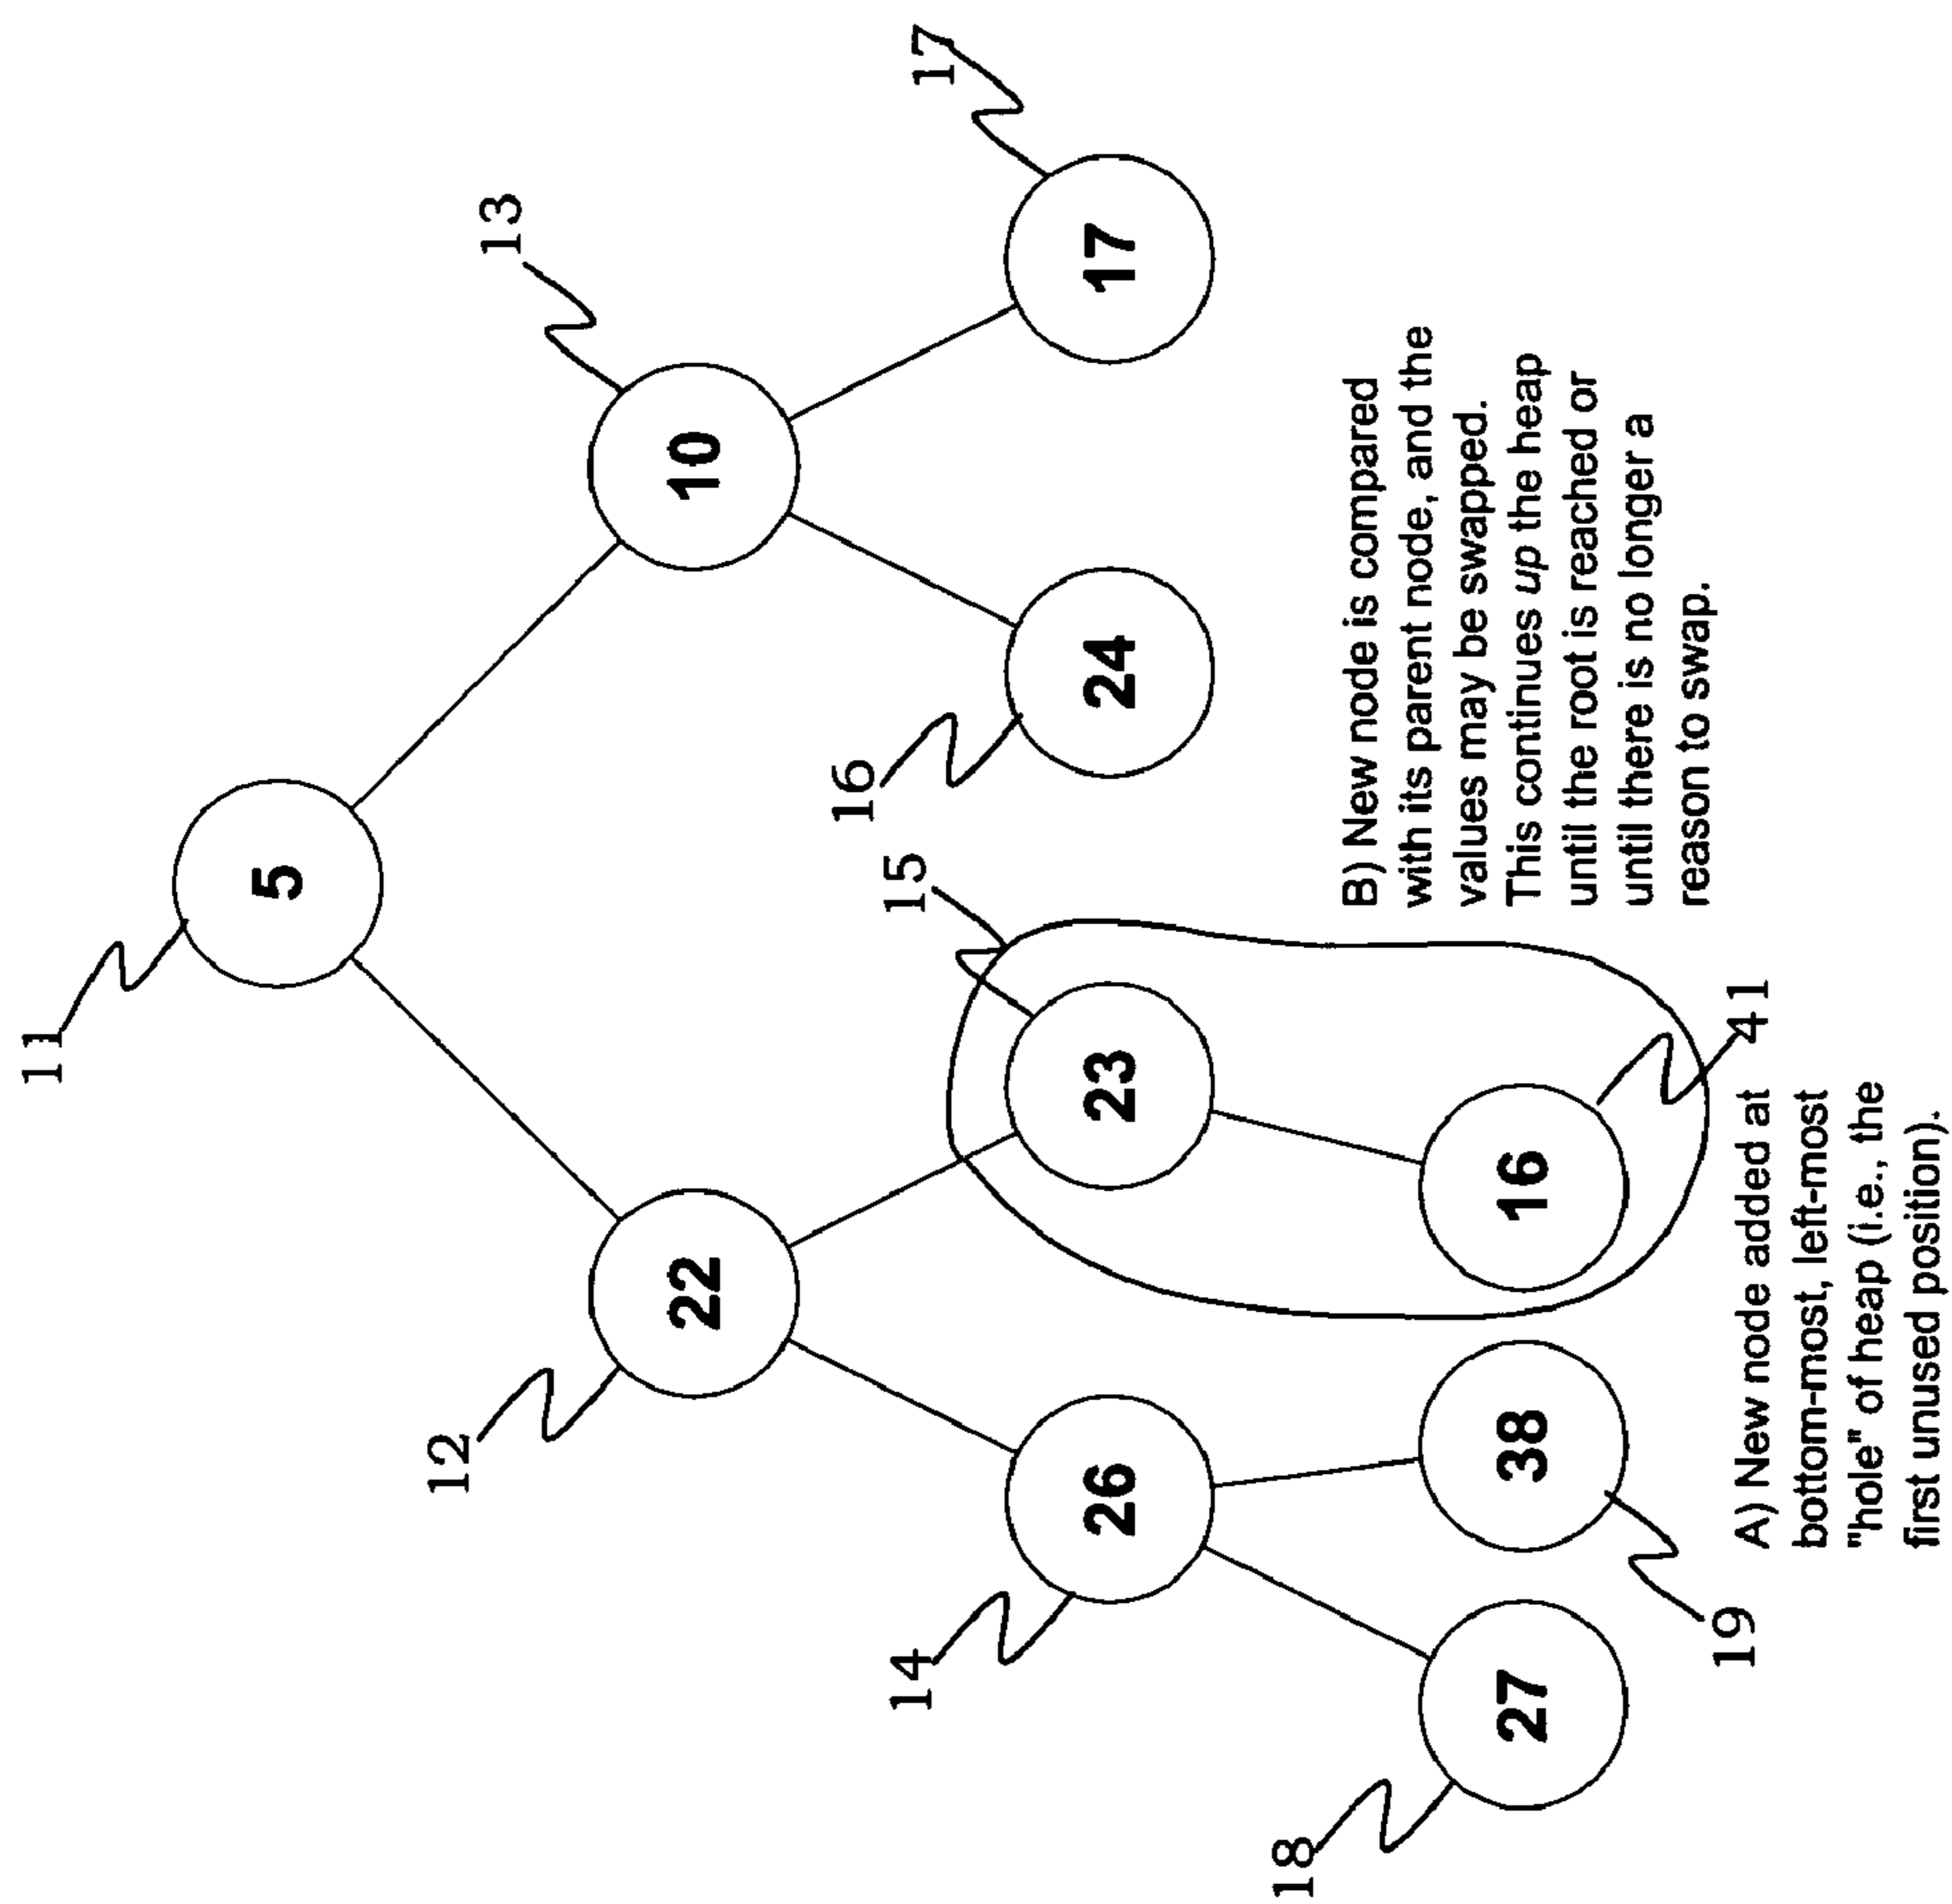 11
5
12
22
13
10
14
26
15
23
16
24
17
17
18
27
19
38
16
41
A) New node added at
bottom-most, left-most
"hole" of heap (i.e., the
first unused position).
B) New node is compared
with its parent node, and the
values may be swapped.
This continues up the heap
until the root is reached or
until there is no longer a
reason to swap.